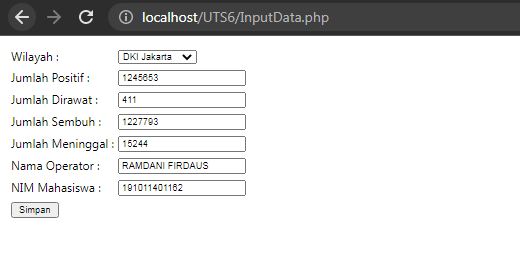 localhost/UTS6/InputData.php
Wilayah : DKI Jakarta
Jumlah Positif : 1245653
Jumlah Dirawat : 411
Jumlah Sembuh : 1227793
Jumlah Meninggal : 15244
Nama Operator : RAMDANI FIRDAUS
NIM Mahasiswa : 191011401162
Simpan